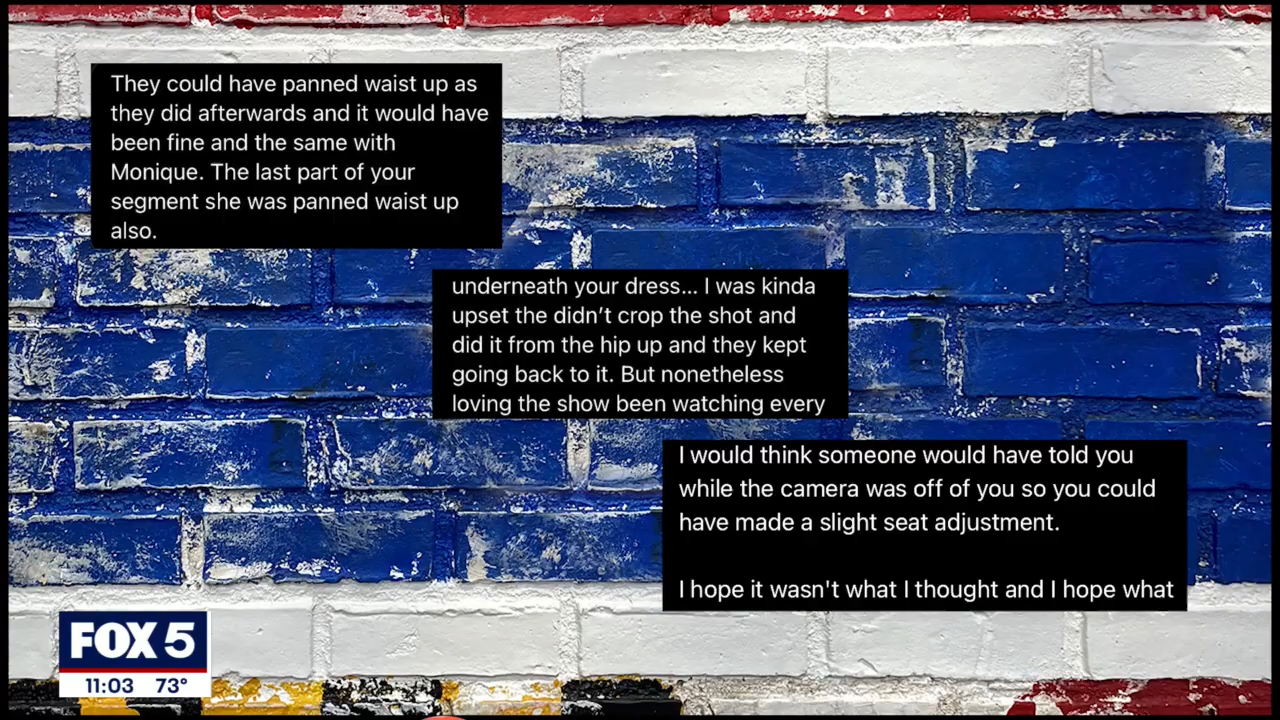 They could have panned waist up as
they did afterwards and it would have
been fine and the same with
Monique. The last part of your
segment she was panned waist up
also.
underneath your dress... I was kinda
upset the didn’t crop the shot and
did it from the hip up and they kept
going back to it. But nonetheless
loving the show been watching every
I would think someone would have told you
while the camera was off of you so you could
have made a slight seat adjustment.
I hope it wasn't what I thought and I hope what
FOX 5
11:03 73°